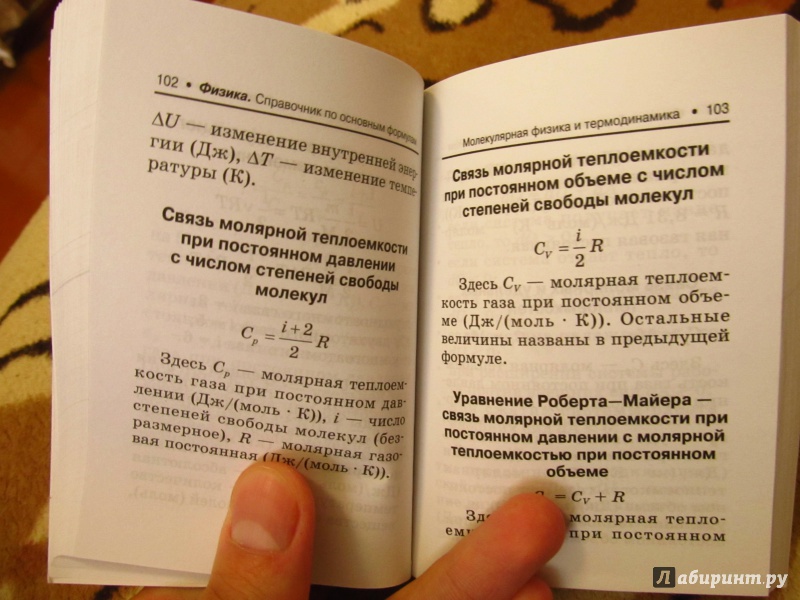 102 • Физика. Справочник по основным формулам
ΔU — изменение внутренней энер-
гии (Дж), ΔT — изменение темпе-
ратуры (К).
Связь молярной теплоемкости
при постоянном давлении
с числом степеней свободы
молекул
C_p = (i+2)/2 R
Здесь C_p — молярная теплоем-
кость газа при постоянном дав-
лении (Дж/(моль · К)), i — число
степеней свободы молекул (без-
размерное), R — молярная газо-
вая постоянная (Дж/(моль · К)).
Молекулярная физика и термодинамика • 103
Связь молярной теплоемкости
при постоянном объеме с числом
степеней свободы молекул
C_V = i/2 R
Здесь C_V — молярная теплоем-
кость газа при постоянном объе-
ме (Дж/(моль · К)). Остальные
величины названы в предыдущей
формуле.
Уравнение Роберта—Майера —
связь молярной теплоемкости при
постоянном давлении с молярной
теплоемкостью при постоянном
объеме
= C_V + R
молярная тепло-
при постоянном
Лабиринт.ру